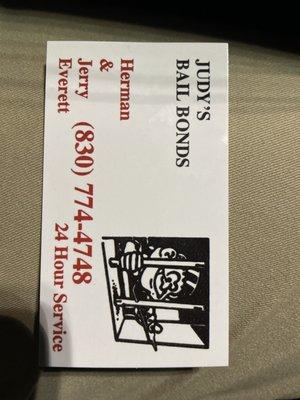 JUDY'S
BAIL BONDS
Herman
&
Jerry
Everett
(830) 774-4748
24 Hour Service